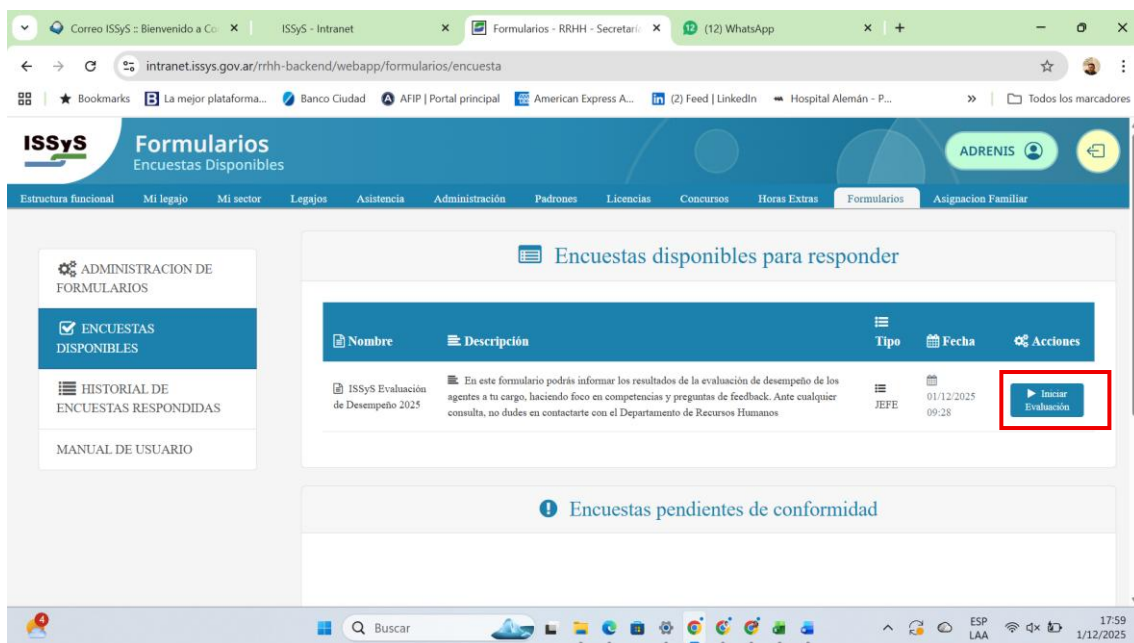 Correo ISSyS :: Bienvenido a Co
ISSyS - Intranet
Formularios - RRHH - Secretaría
12
(12) WhatsApp
intranet.issys.gov.ar/rrhh-backend/webapp/formularios/encuesta
Bookmarks
La mejor plataforma...
Banco Ciudad
AFIP | Portal principal
American Express A...
(2) Feed | LinkedIn
Hospital Alemán - P...
»
Todos los marcadores
ISSyS
Formularios
Encuestas Disponibles
ADRENIS
Estructura funcional
Mi legajo
Mi sector
Legajos
Asistencia
Administración
Padrones
Licencias
Concursos
Horas Extras
Formularios
Asignacion Familiar
ADMINISTRACION DE
FORMULARIOS
ENCUESTAS
DISPONIBLES
HISTORIAL DE
ENCUESTAS RESPONDIDAS
MANUAL DE USUARIO
Encuestas disponibles para responder
Nombre
Descripción
Tipo
Fecha
Acciones
ISSyS Evaluación
de Desempeño 2025
En este formulario podrás informar los resultados de la evaluación de desempeño de los
agentes a tu cargo, haciendo foco en competencias y preguntas de feedback. Ante cualquier
consulta, no dudes en contactarte con el Departamento de Recursos Humanos
JEFE
01/12/2025
09:28
Iniciar
Evaluación
Encuestas pendientes de conformidad
4
Buscar
ESP
LAA
17:59
1/12/2025